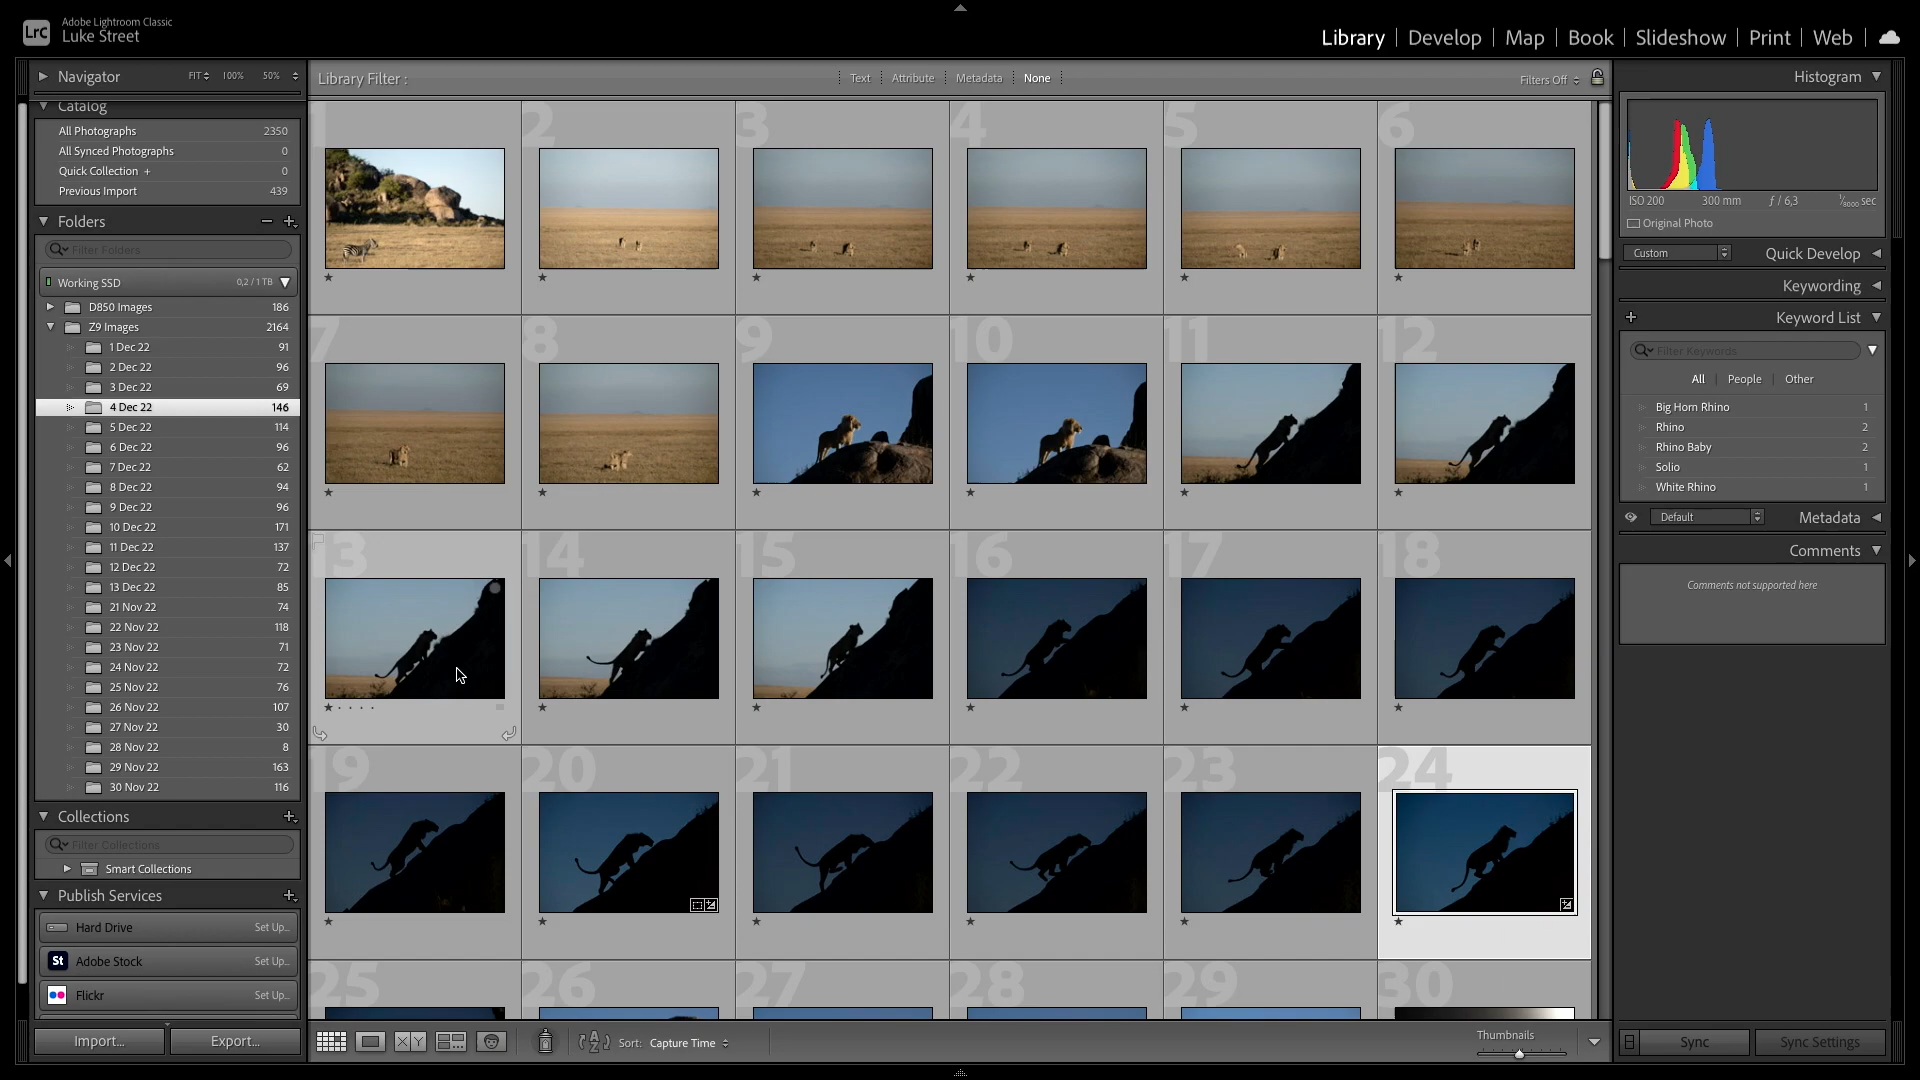 LrC
Adobe Lightroom Classic
Luke Street
Library
Develop
Map
Book
Slideshow
Print
Web
Navigator
FIT
100%
50%
Library Filter :
Text
Attribute
Metadata
None
Filters Off
Histogram
Catalog
All Photographs 2350
All Synced Photographs 0
Quick Collection + 0
Previous Import 439
Folders
Filter Folders
Working SSD 0,2 / 1 TB
D850 Images 186
Z9 Images 2164
1 Dec 22 91
2 Dec 22 96
3 Dec 22 69
4 Dec 22 146
5 Dec 22 114
6 Dec 22 96
7 Dec 22 62
8 Dec 22 94
9 Dec 22 96
10 Dec 22 171
11 Dec 22 137
12 Dec 22 72
13 Dec 22 85
21 Nov 22 74
22 Nov 22 118
23 Nov 22 71
24 Nov 22 72
25 Nov 22 76
26 Nov 22 107
27 Nov 22 30
28 Nov 22 8
29 Nov 22 163
30 Nov 22 116
Collections
Filter Collections
Smart Collections
Publish Services
Hard Drive Set Up...
St Adobe Stock Set Up...
Flickr Set Up...
Import...
Export...
1
2
3
4
5
6
7
8
9
10
11
12
13
14
15
16
17
18
19
20
21
22
23
24
25
26
27
28
29
30
X Y
Sort: Capture Time
Thumbnails
ISO 200
300 mm
ƒ / 6,3
1/8000 sec
Original Photo
Custom
Quick Develop
Keywording
Keyword List
Filter Keywords
All
People
Other
Big Horn Rhino 1
Rhino 2
Rhino Baby 2
Solio 1
White Rhino 1
Default
Metadata
Comments
Comments not supported here
Sync
Sync Settings